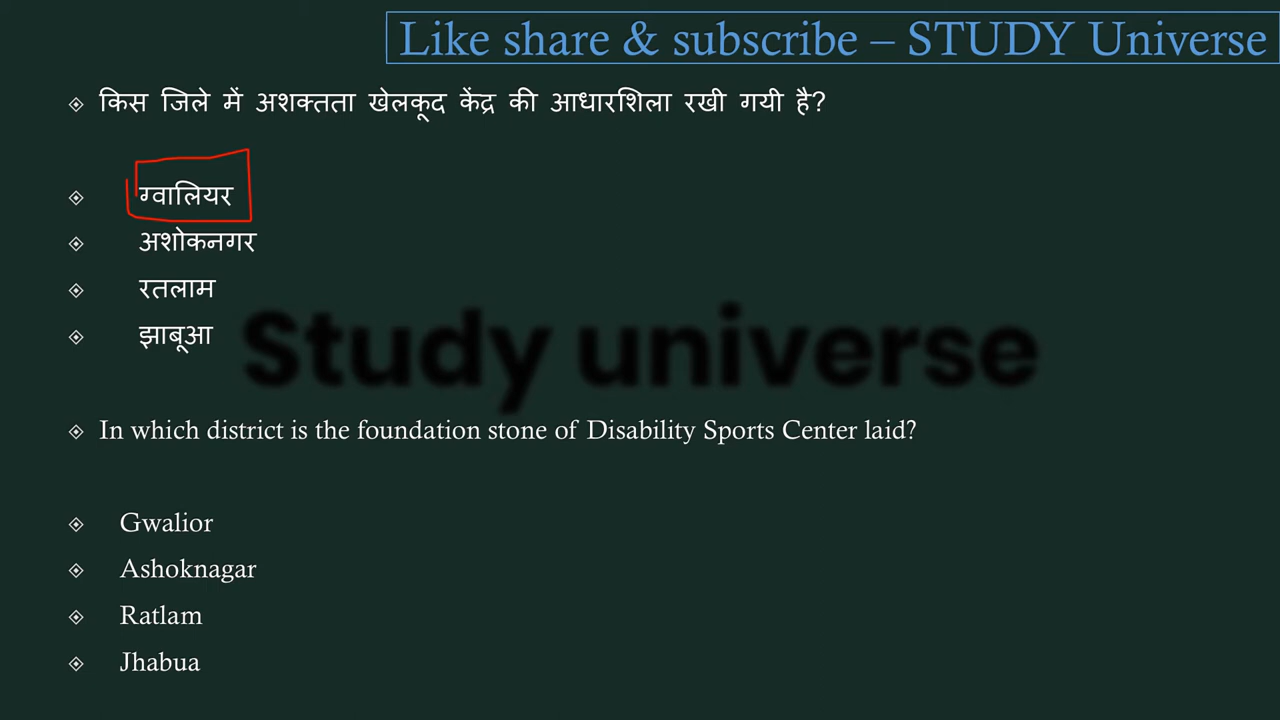 Like share & subscribe – STUDY Universe
किस जिले में अशक्तता खेलकूद केंद्र की आधारशिला रखी गयी है?
ग्वालियर
अशोकनगर
रतलाम
झाबूआ
Study universe
In which district is the foundation stone of Disability Sports Center laid?
Gwalior
Ashoknagar
Ratlam
Jhabua